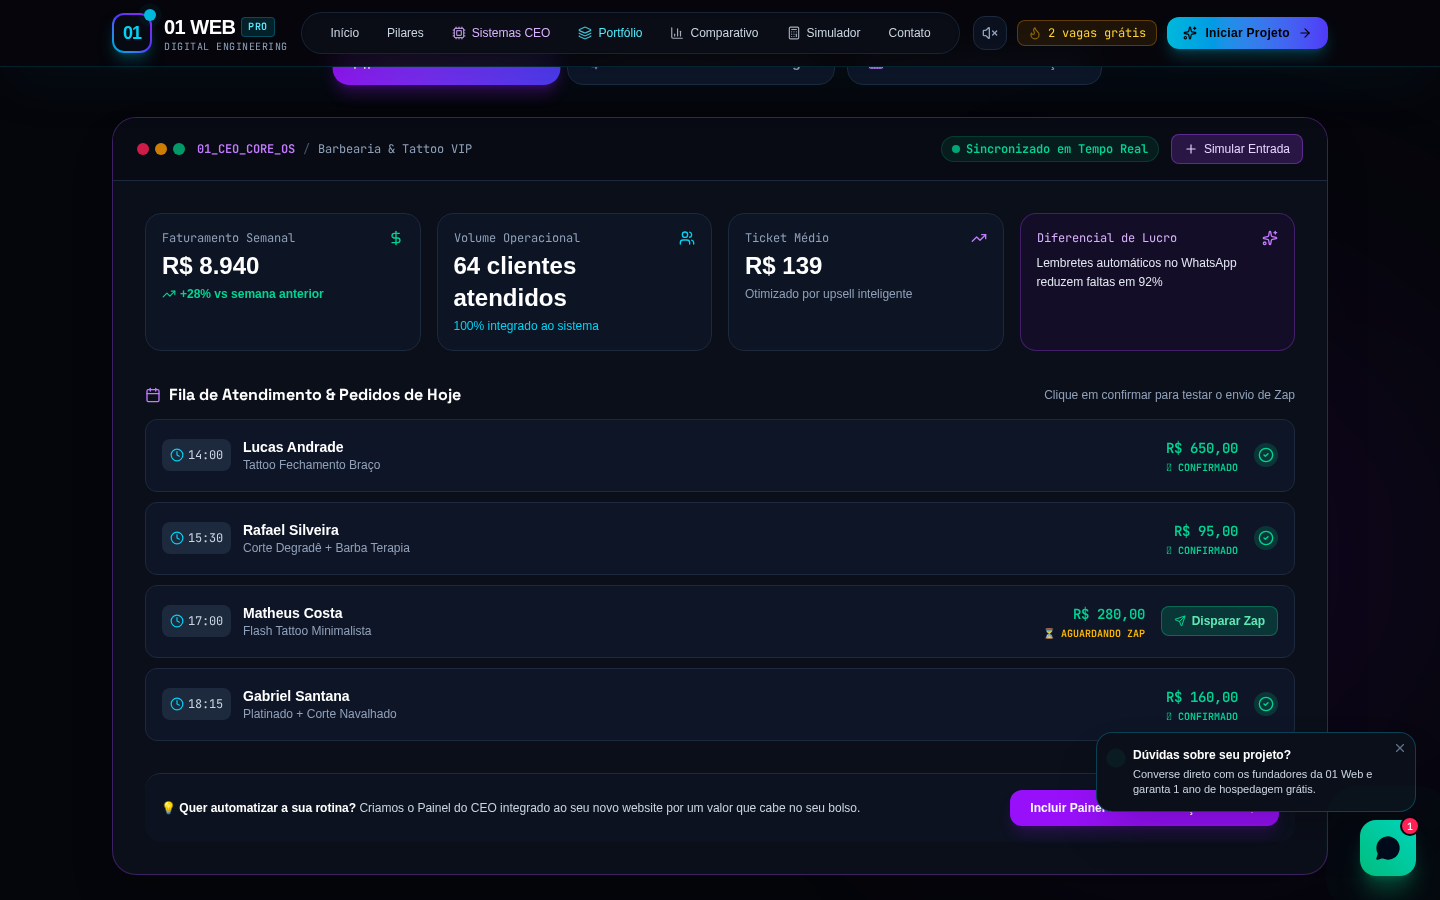 01
01 WEB PRO
DIGITAL ENGINEERING
Início
Pilares
Sistemas CEO
Portfólio
Comparativo
Simulador
Contato
2 vagas grátis
Iniciar Projeto
01_CEO_CORE_OS / Barbearia & Tattoo VIP
Sincronizado em Tempo Real
Simular Entrada
Faturamento Semanal
R$ 8.940
+28% vs semana anterior
Volume Operacional
64 clientes
atendidos
100% integrado ao sistema
Ticket Médio
R$ 139
Otimizado por upsell inteligente
Diferencial de Lucro
Lembretes automáticos no WhatsApp
reduzem faltas em 92%
Fila de Atendimento & Pedidos de Hoje
Clique em confirmar para testar o envio de Zap
14:00
Lucas Andrade
Tattoo Fechamento Braço
R$ 650,00
CONFIRMADO
15:30
Rafael Silveira
Corte Degradê + Barba Terapia
R$ 95,00
CONFIRMADO
17:00
Matheus Costa
Flash Tattoo Minimalista
R$ 280,00
⏳ AGUARDANDO ZAP
Disparar Zap
18:15
Gabriel Santana
Platinado + Corte Navalhado
R$ 160,00
CONFIRMADO
💡 Quer automatizar a sua rotina? Criamos o Painel do CEO integrado ao seu novo website por um valor que cabe no seu bolso.
Incluir Painel
Dúvidas sobre seu projeto?
Converse direto com os fundadores da 01 Web e
garanta 1 ano de hospedagem grátis.
1